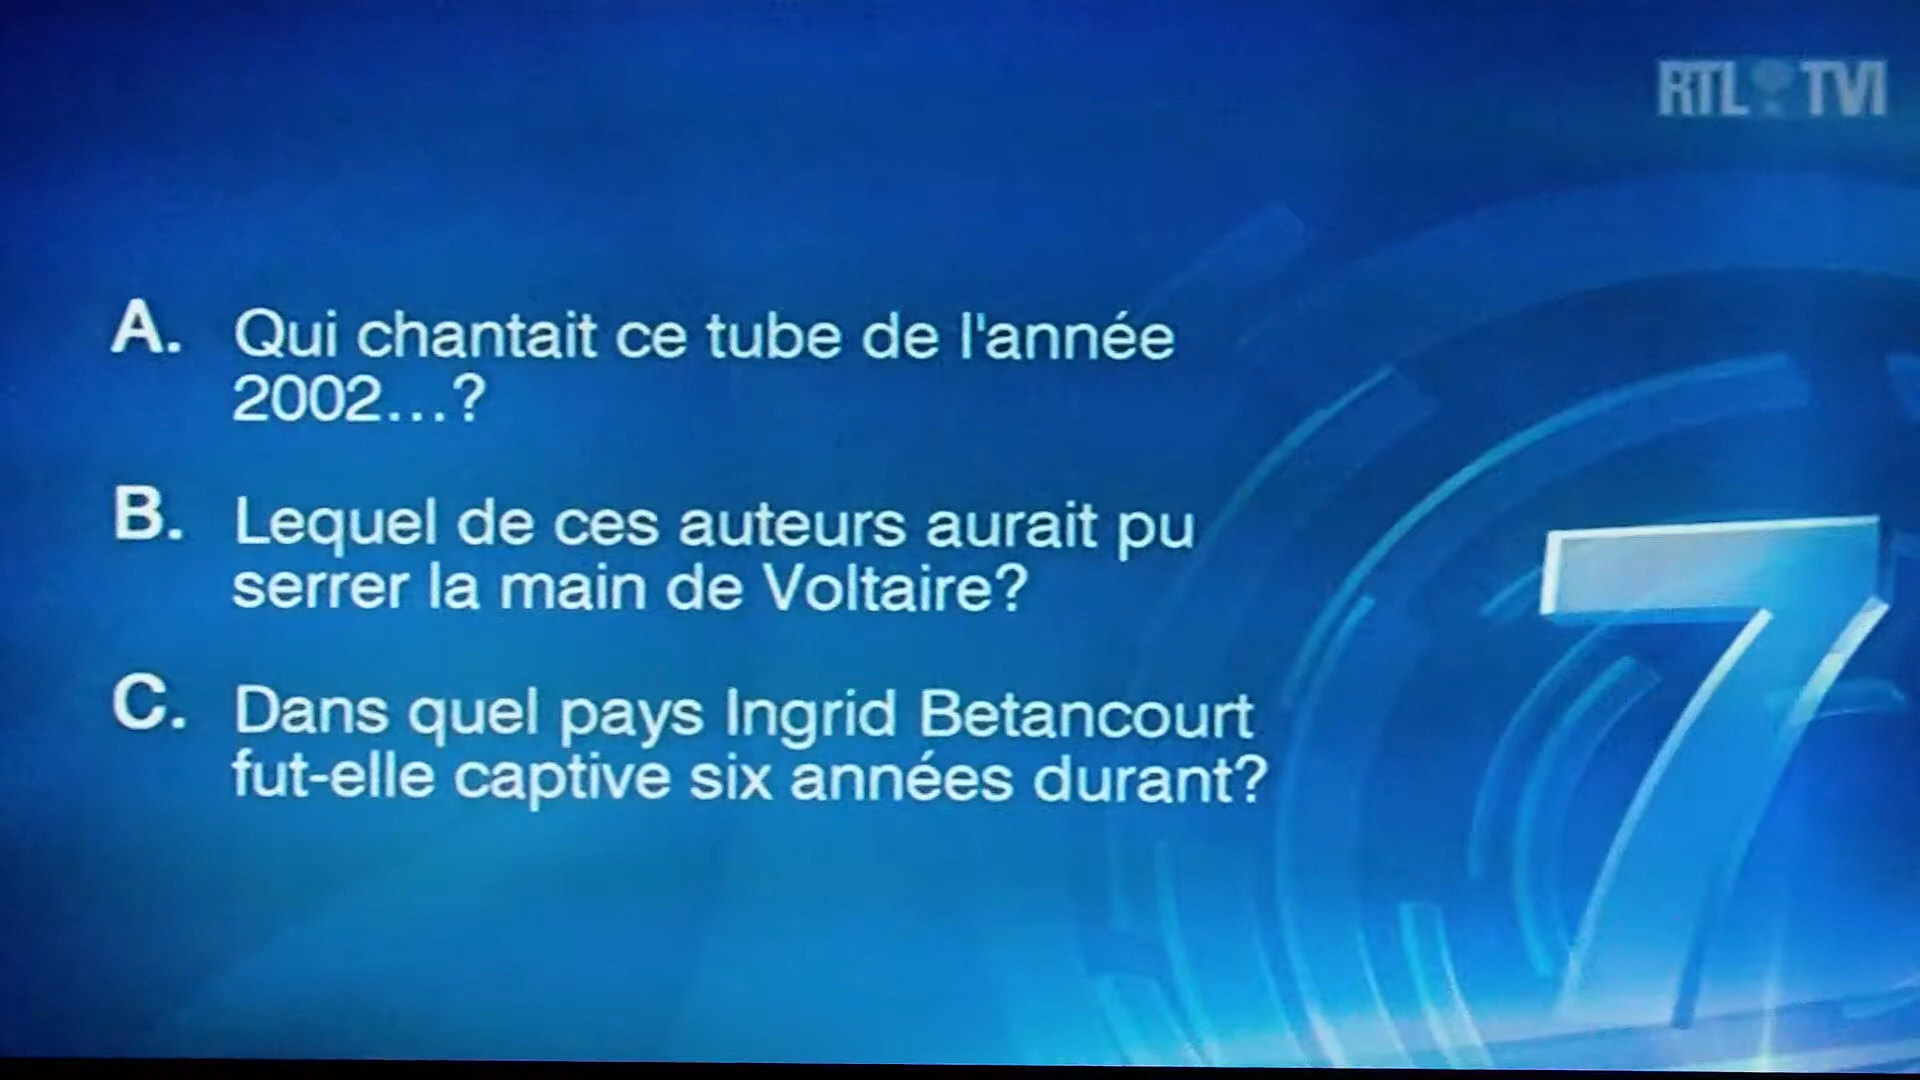 RTL TVI
A. Qui chantait ce tube de l'année
2002...?
B. Lequel de ces auteurs aurait pu
serrer la main de Voltaire?
C. Dans quel pays Ingrid Betancourt
fut-elle captive six années durant?
7